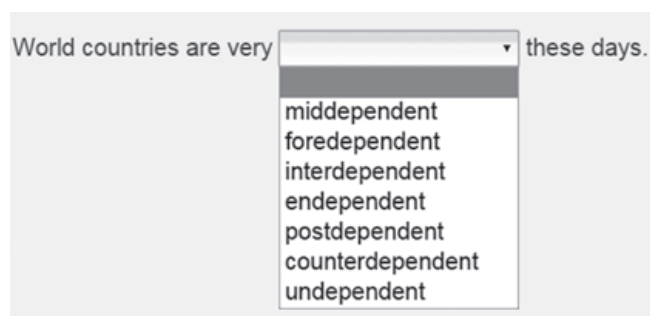 World countries are very these days.
middependent
foredependent
interdependent
endependent
postdependent
counterdependent
undependent